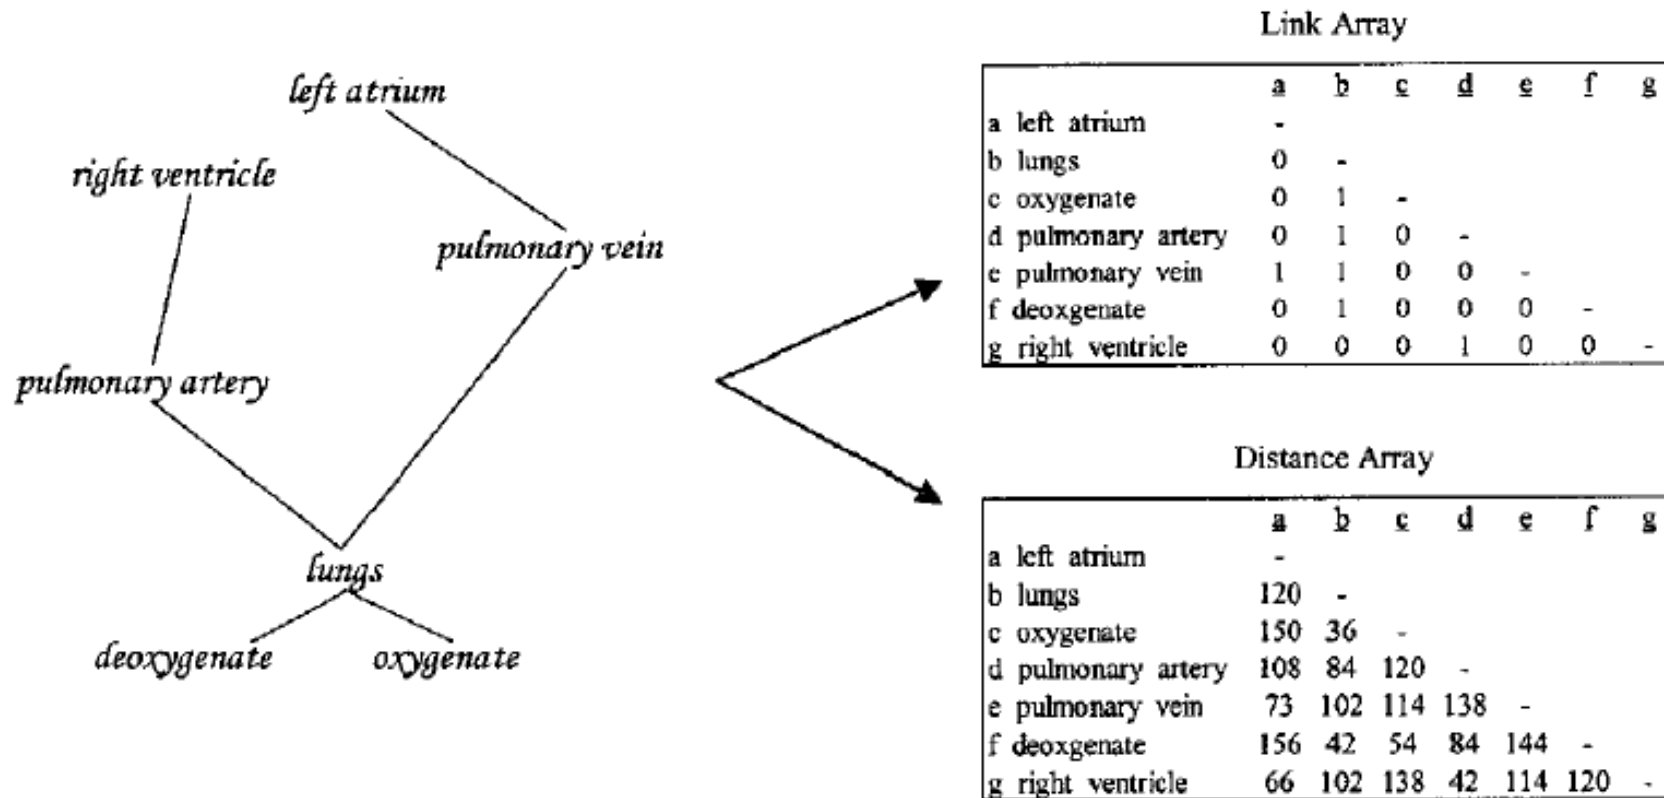 left atrium
right ventricle
pulmonary vein
pulmonary artery
lungs
deoxygenate oxygenate
Link Array
a b c d e f g
a left atrium -
b lungs 0 -
c oxygenate 0 1 -
d pulmonary artery 0 1 0 -
e pulmonary vein 1 1 0 0 -
f deoxgenate 0 1 0 0 0 -
g right ventricle 0 0 0 1 0 0 -
Distance Array
a b c d e f g
a left atrium -
b lungs 120 -
c oxygenate 150 36 -
d pulmonary artery 108 84 120 -
e pulmonary vein 73 102 114 138 -
f deoxgenate 156 42 54 84 144 -
g right ventricle 66 102 138 42 114 120 -